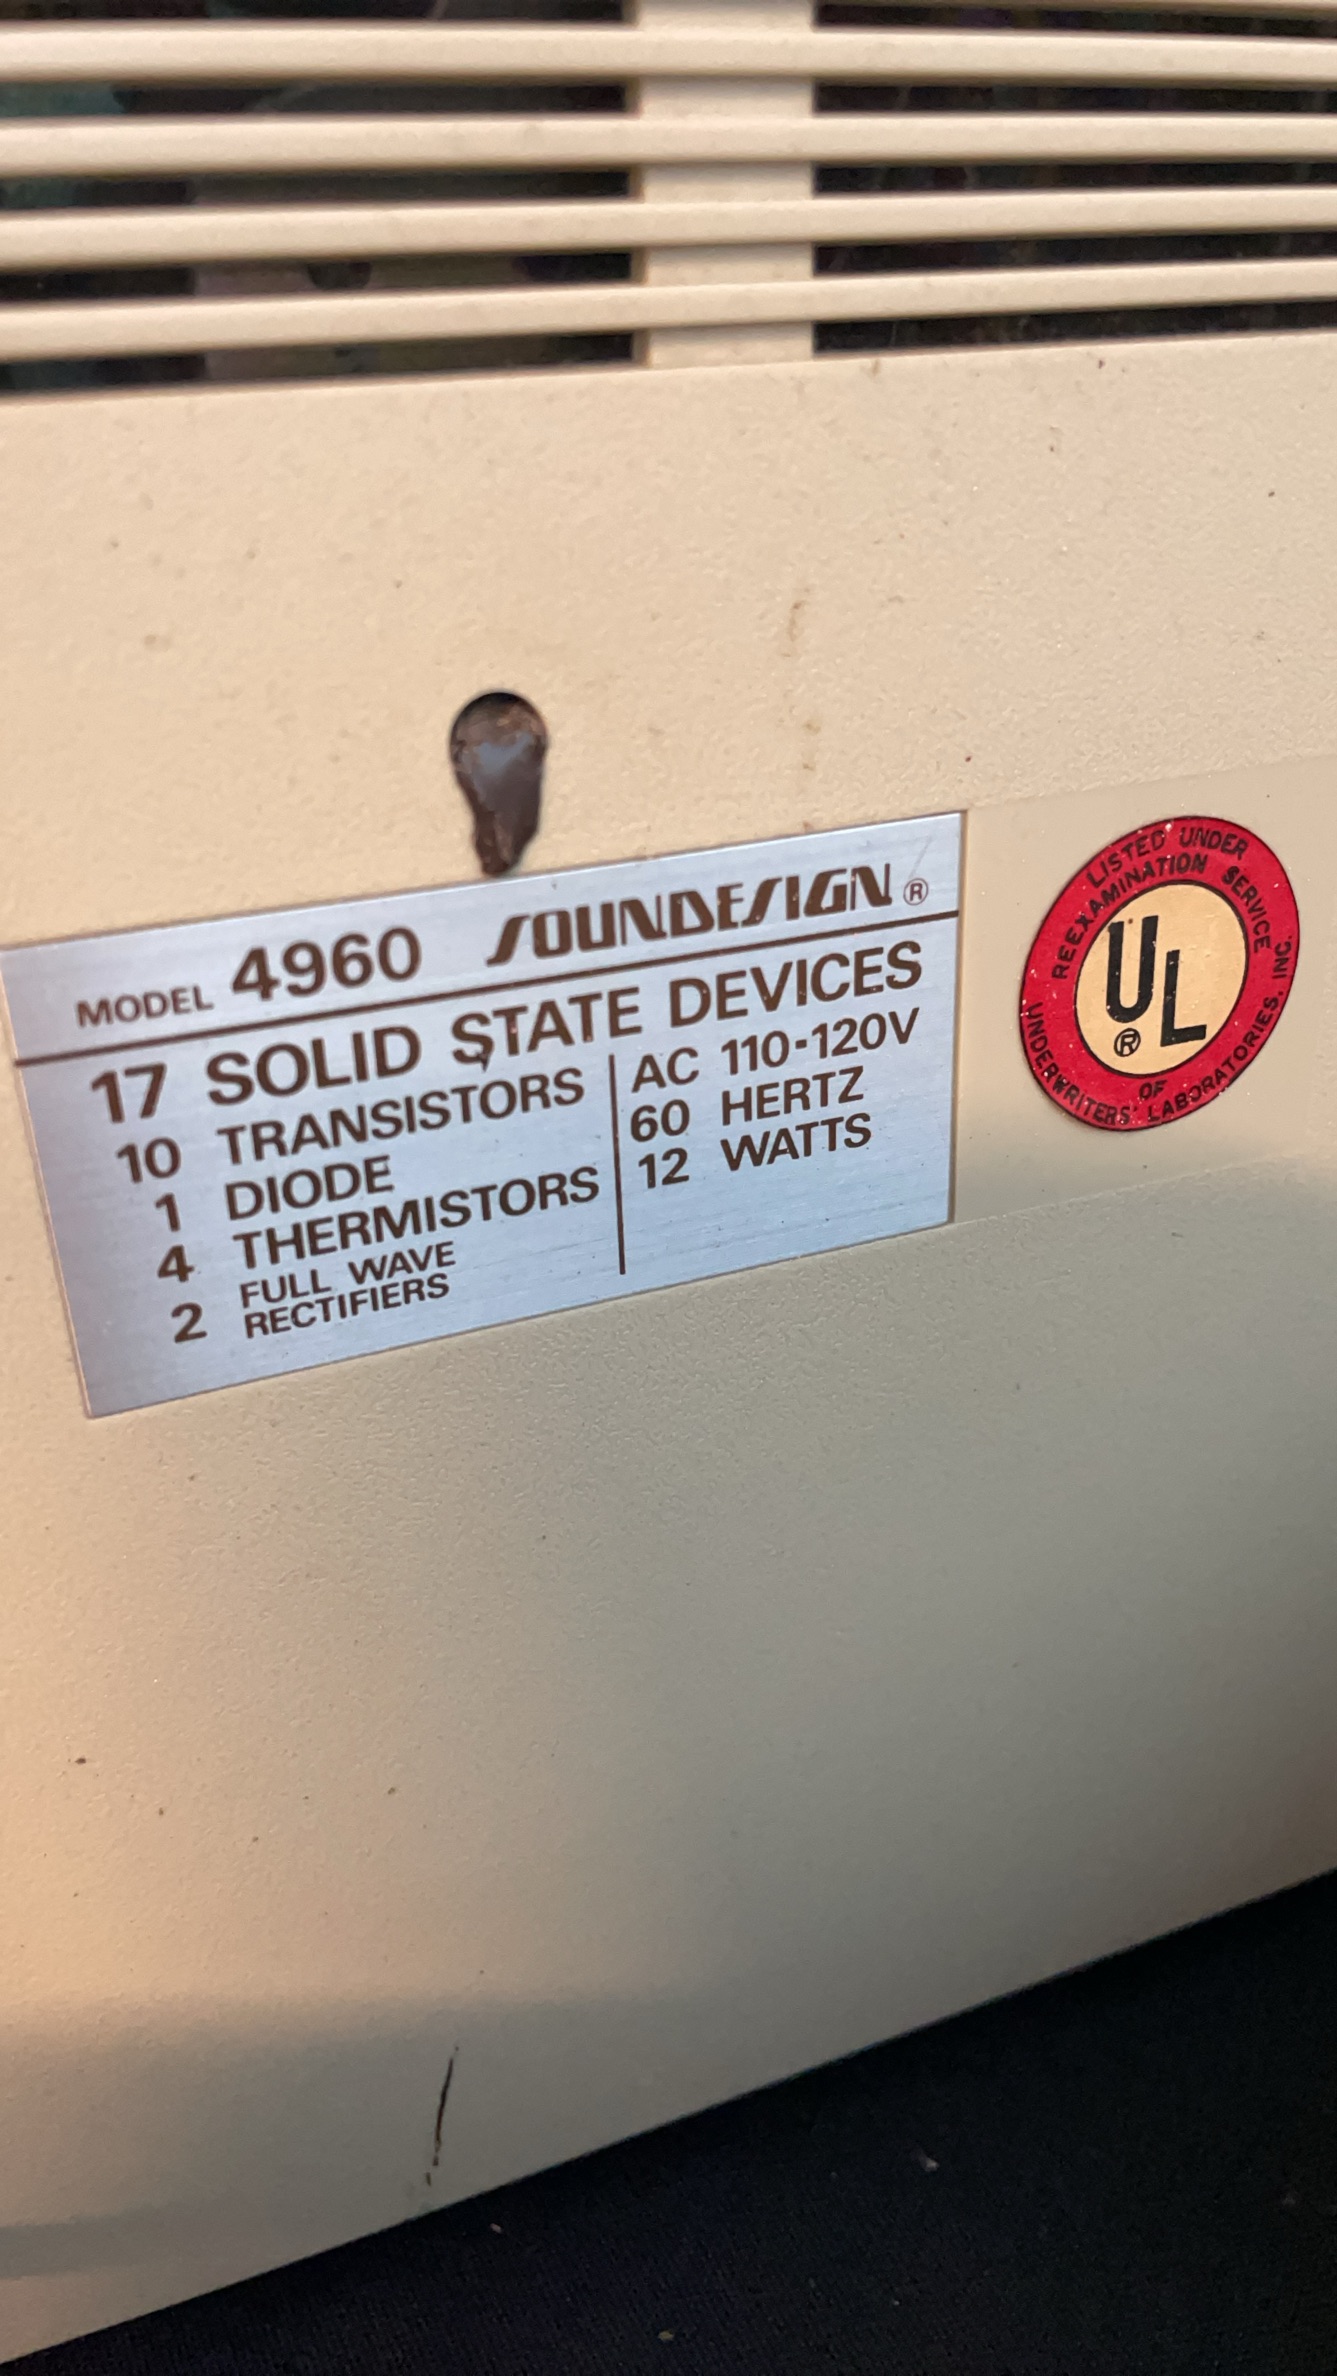 MODEL 4960 SOUNDESIGN ®
17 SOLID STATE DEVICES
10 TRANSISTORS
1 DIODE
4 THERMISTORS
2 FULL WAVE
RECTIFIERS
AC 110-120V
60 HERTZ
12 WATTS
LISTED UNDER
REEXAMINATION SERVICE
UL ®
OF
UNDERWRITERS' LABORATORIES, INC.